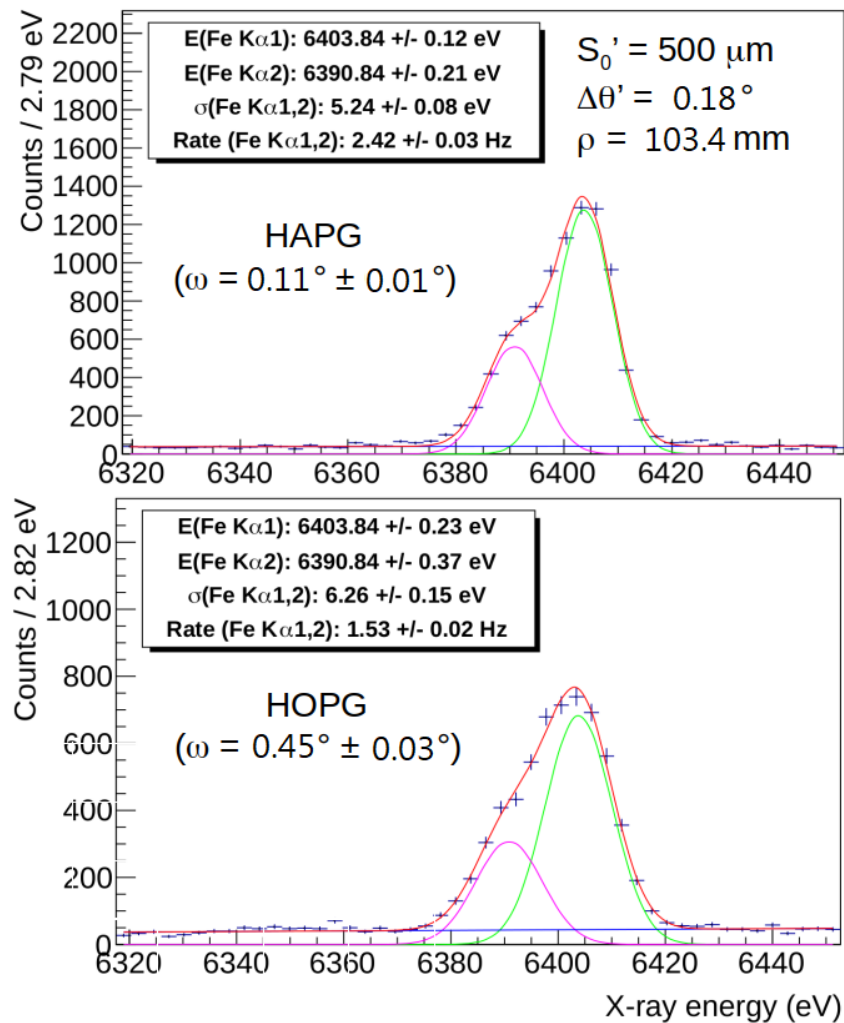 Counts / 2.79 eV
2200
2000
1800
1600
1400
1200
1000
800
600
400
200
0
E(Fe Kα1): 6403.84 +/- 0.12 eV
E(Fe Kα2): 6390.84 +/- 0.21 eV
σ(Fe Kα1,2): 5.24 +/- 0.08 eV
Rate (Fe Kα1,2): 2.42 +/- 0.03 Hz
S₀' = 500 μm
Δθ' = 0.18°
ρ = 103.4 mm
HAPG
(ω = 0.11° ± 0.01°)
6320 6340 6360 6380 6400 6420 6440
Counts / 2.82 eV
1200
1000
800
600
400
200
0
E(Fe Kα1): 6403.84 +/- 0.23 eV
E(Fe Kα2): 6390.84 +/- 0.37 eV
σ(Fe Kα1,2): 6.26 +/- 0.15 eV
Rate (Fe Kα1,2): 1.53 +/- 0.02 Hz
HOPG
(ω = 0.45° ± 0.03°)
6320 6340 6360 6380 6400 6420 6440
X-ray energy (eV)